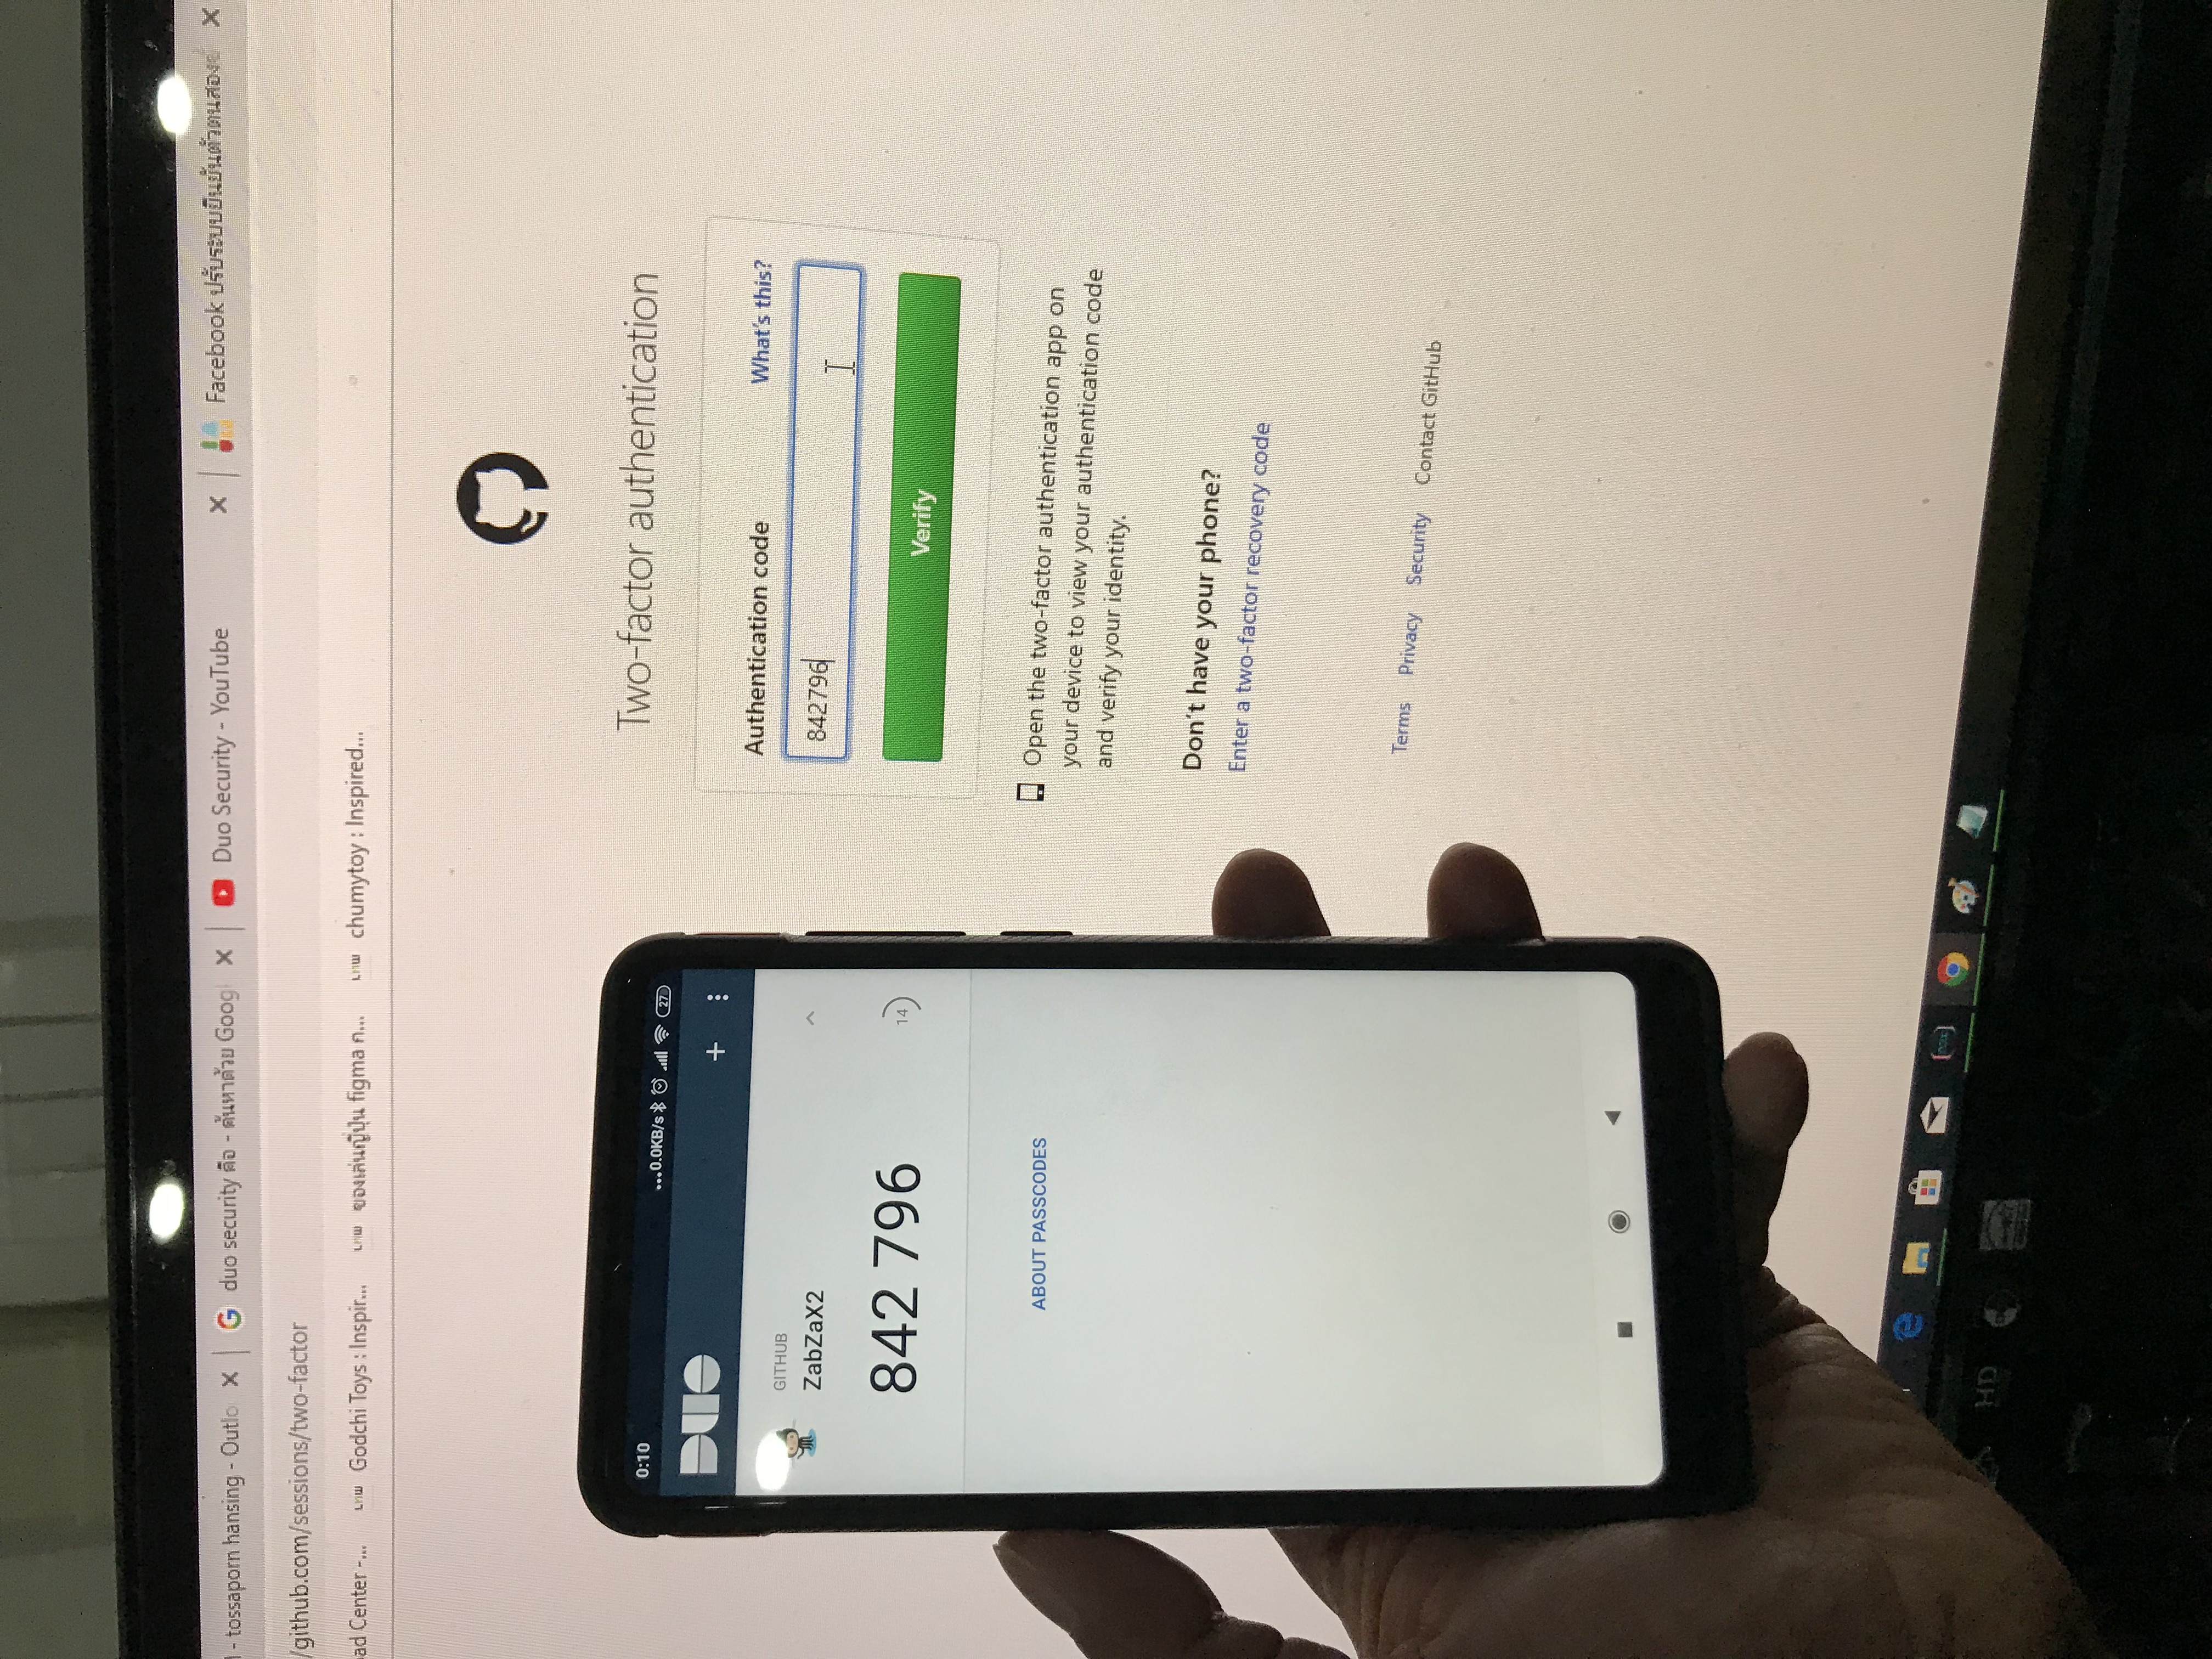 - tossaporn hansing - Outlo
duo security คือ - ค้นหาด้วย Goog
Duo Security - YouTube
Facebook ปรับระบบยืนยันตัวตนสอง
/github.com/sessions/two-factor
ad Center -...
Godchi Toys : Inspir...
ของเล่นญี่ปุ่น figma ก...
chumytoy : Inspired...
0:10
...0.0KB/s
27
DUO
+
GITHUB
ZabZaX2
842 796
14
ABOUT PASSCODES
Two-factor authentication
Authentication code
What's this?
842796
Verify
Open the two-factor authentication app on
your device to view your authentication code
and verify your identity.
Don't have your phone?
Enter a two-factor recovery code
Terms Privacy Security Contact GitHub
HD